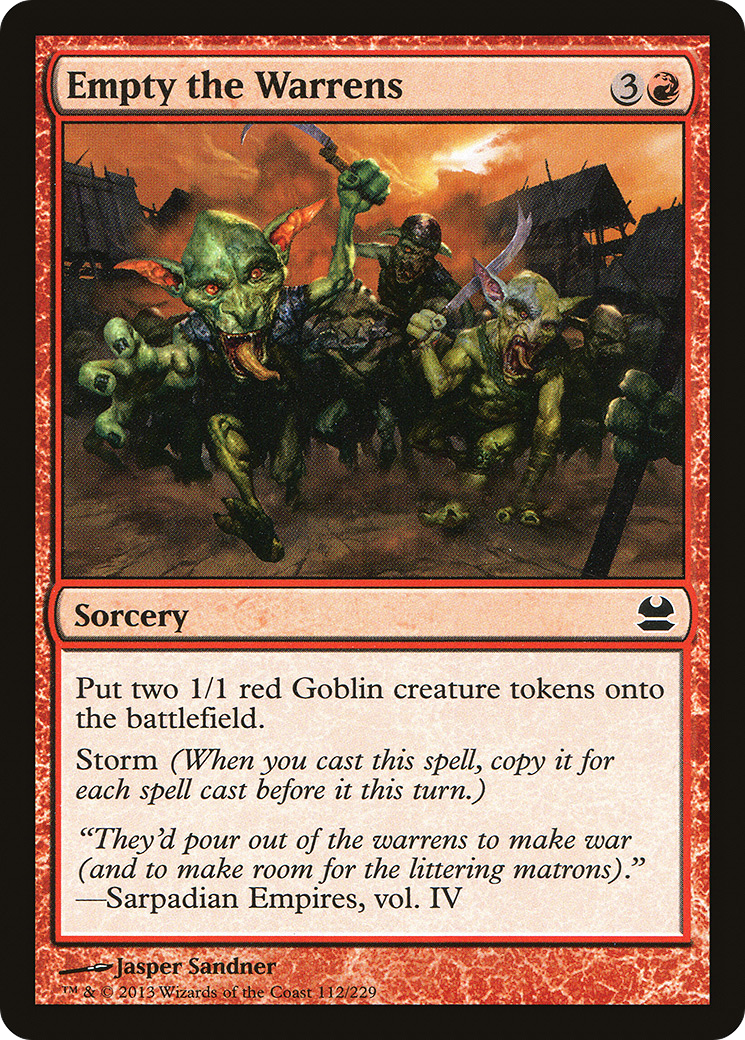 Empty the Warrens
3
Sorcery
Put two 1/1 red Goblin creature tokens onto
the battlefield.
Storm (When you cast this spell, copy it for
each spell cast before it this turn.)
“They’d pour out of the warrens to make war
(and to make room for the littering matrons).”
—Sarpadian Empires, vol. IV
Jasper Sandner
™ & © 2013 Wizards of the Coast 112/229